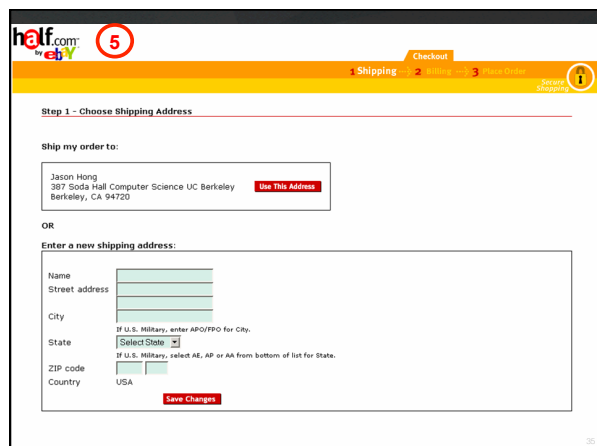 half.com
by ebaY
5
Checkout
1 Shipping 2 Billing 3 Place Order
Secure
Shopping
Step 1 - Choose Shipping Address
Ship my order to:
Jason Hong
387 Soda Hall Computer Science UC Berkeley
Berkeley, CA 94720
Use This Address
OR
Enter a new shipping address:
Name
Street address
City
If U.S. Military, enter APO/FPO for City.
State
Select State
If U.S. Military, select AE, AP or AA from bottom of list for State.
ZIP code
Country USA
Save Changes
35